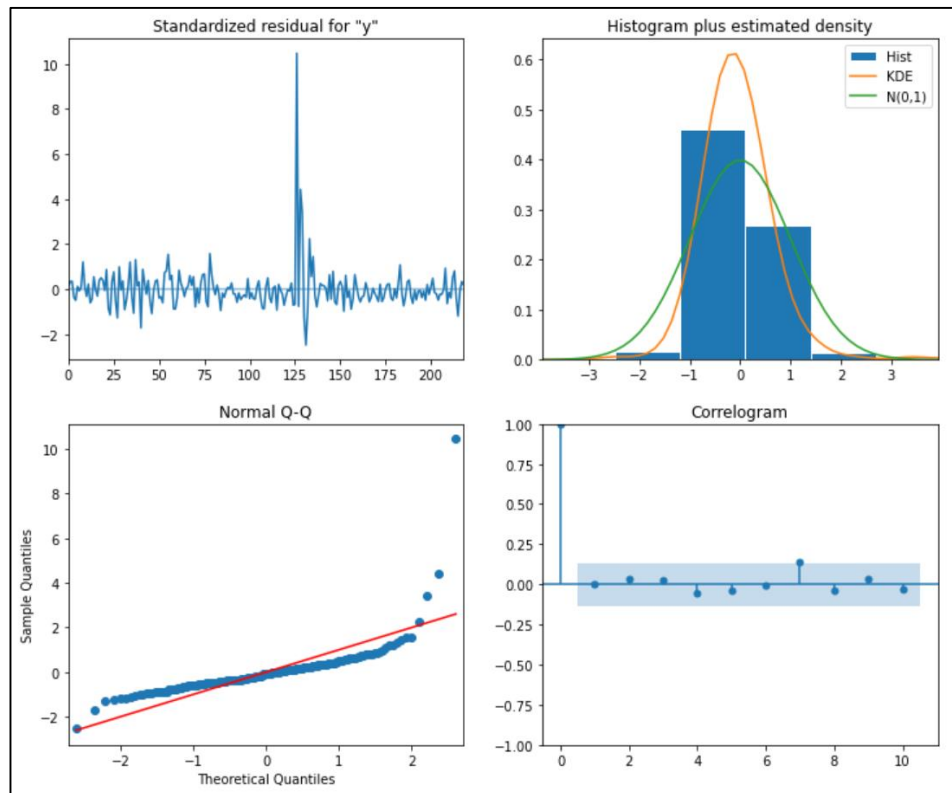 Standardized residual for "y"
10
8
6
4
2
0
−2
0 25 50 75 100 125 150 175 200
Histogram plus estimated density
Hist
KDE
N(0,1)
0.6
0.5
0.4
0.3
0.2
0.1
0.0
−3 −2 −1 0 1 2 3
Normal Q-Q
Sample Quantiles
10
8
6
4
2
0
−2
−2 −1 0 1 2
Theoretical Quantiles
Correlogram
1.00
0.75
0.50
0.25
0.00
−0.25
−0.50
−0.75
−1.00
0 2 4 6 8 10